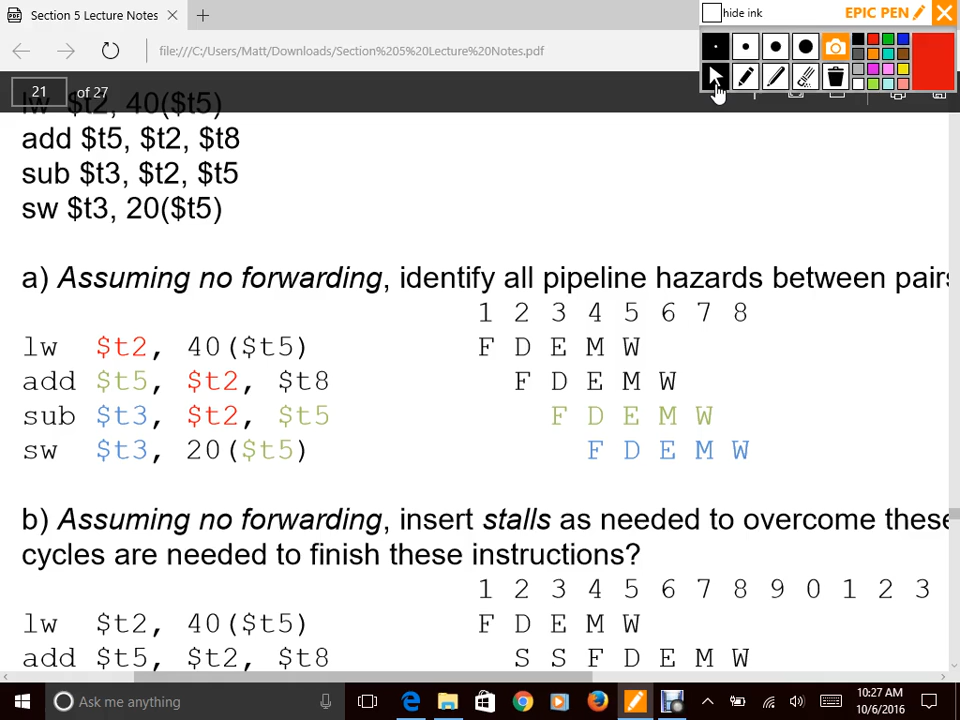 Section 5 Lecture Notes
hide ink
EPIC PEN
file:///C:/Users/Matt/Downloads/Section%205%20Lecture%20Notes.pdf
21 of 27
lw $t2, 40($t5)
add $t5, $t2, $t8
sub $t3, $t2, $t5
sw $t3, 20($t5)
a) Assuming no forwarding, identify all pipeline hazards between pairs
1 2 3 4 5 6 7 8
lw $t2, 40($t5) F D E M W
add $t5, $t2, $t8 F D E M W
sub $t3, $t2, $t5 F D E M W
sw $t3, 20($t5) F D E M W
b) Assuming no forwarding, insert stalls as needed to overcome these
cycles are needed to finish these instructions?
1 2 3 4 5 6 7 8 9 0 1 2 3
lw $t2, 40($t5) F D E M W
add $t5, $t2, $t8 S S F D E M W
Ask me anything
10:27 AM
10/6/2016